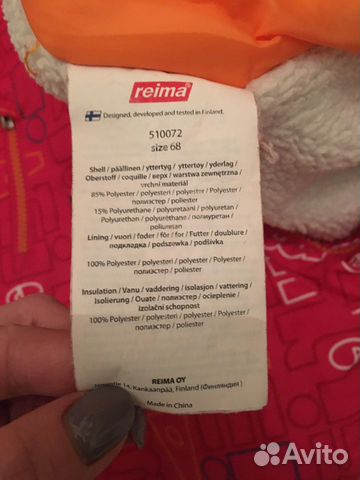 reima
Designed, developed and tested in Finland.
510072
size 68
Shell / päällinen / yttertyg / yttertoy / yderlag /
Oberstoff / coquille / верх / warstwa zewnętrzna /
vrchní materiál
85% Polyester / polyesteri / polyester / Polyester /
полиэстер / poliester
15% Polyurethane / polyuretaani / polyuretan /
Polyurethan / polyuréthane / полиуретан /
poliuretan
Lining / vuori / foder / fôr / for / Futter / doublure /
подкладка / podszewka / podšívka
100% Polyester / polyesteri / polyester / Polyester /
полиэстер / poliester
Insulation / Vanu / vaddering / isolasjon / vattering /
Isolierung / Ouate / полиэстер / ocieplenie /
izolační schopnost
100% Polyester / polyesteri / polyester / Polyester /
полиэстер / poliester
REIMA OY
14, Kankaanpää, Finland (Финляндия)
Made in China
Avito